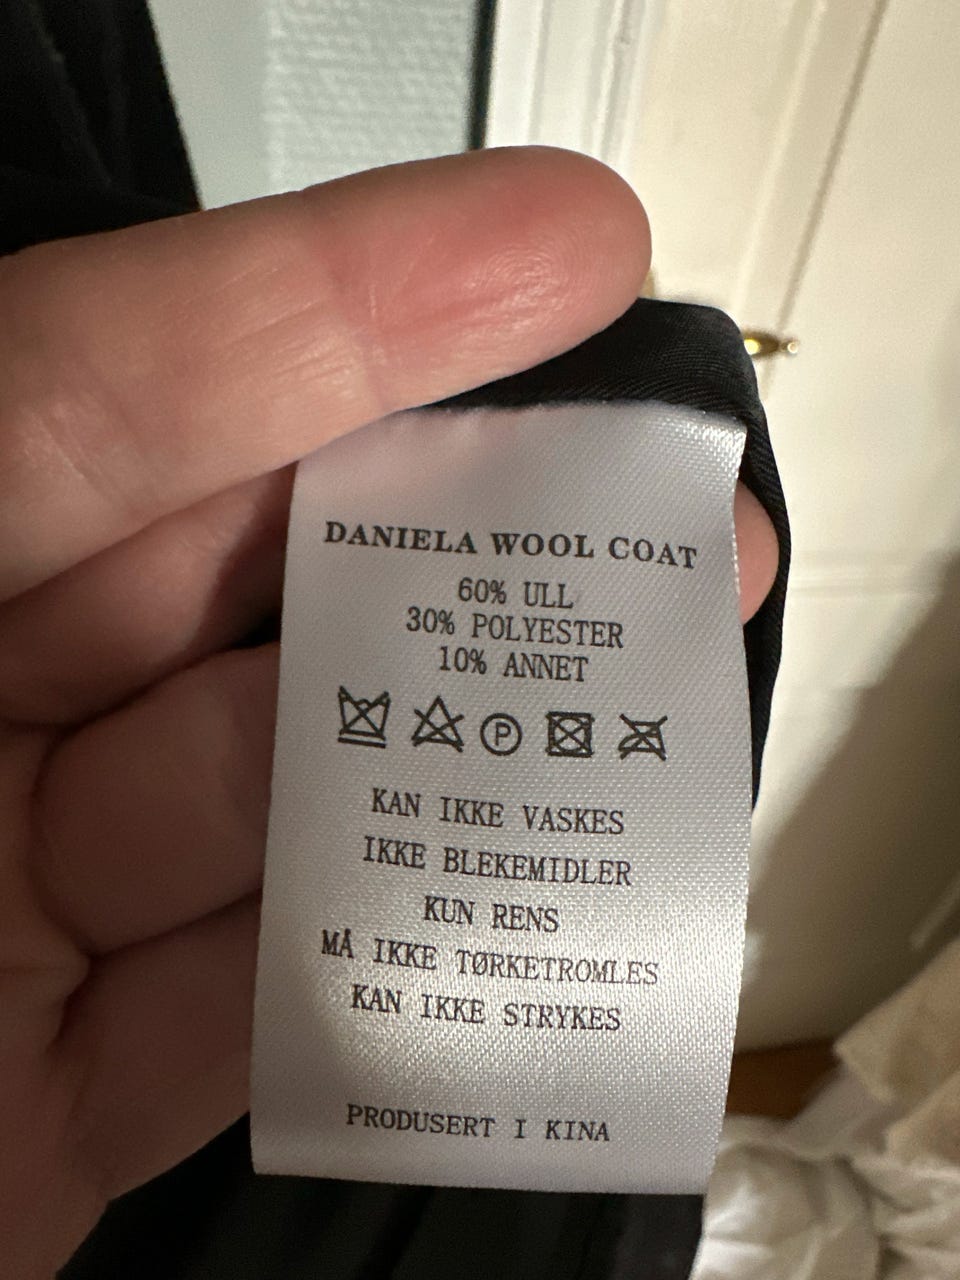 DANIELA WOOL COAT
60% ULL
30% POLYESTER
10% ANNET
P
KAN IKKE VASKES
IKKE BLEKEMIDLER
KUN RENS
MÅ IKKE TØRKETROMLES
KAN IKKE STRYKES
PRODUSERT I KINA